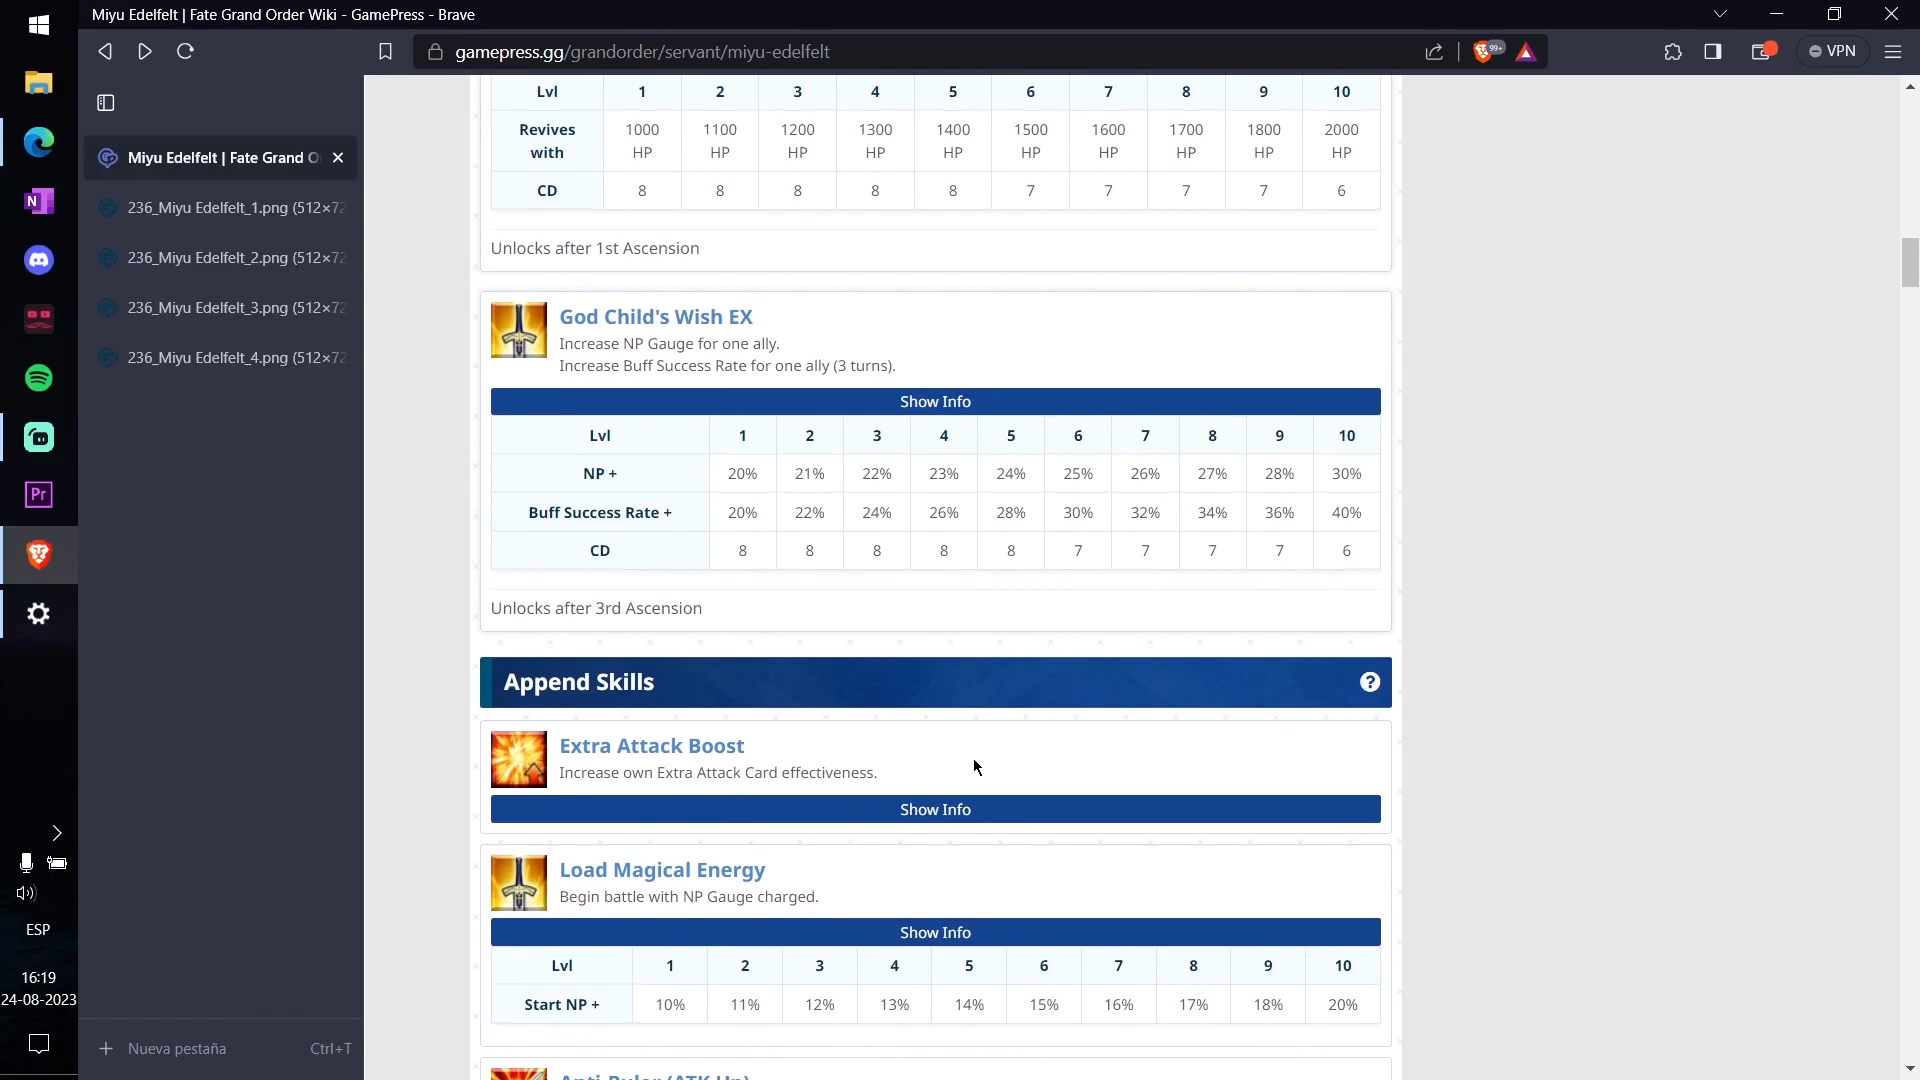 Miyu Edelfelt | Fate Grand Order Wiki - GamePress - Brave
gamepress.gg/grandorder/servant/miyu-edelfelt
99+
VPN
Miyu Edelfelt | Fate Grand O
236_Miyu Edelfelt_1.png (512×72
236_Miyu Edelfelt_2.png (512×72
236_Miyu Edelfelt_3.png (512×72
236_Miyu Edelfelt_4.png (512×72
N
Pr
ESP
16:19
24-08-2023
Nueva pestaña Ctrl+T
Lvl 1 2 3 4 5 6 7 8 9 10
Revives with 1000 HP 1100 HP 1200 HP 1300 HP 1400 HP 1500 HP 1600 HP 1700 HP 1800 HP 2000 HP
CD 8 8 8 8 8 7 7 7 7 6
Unlocks after 1st Ascension
God Child's Wish EX
Increase NP Gauge for one ally.
Increase Buff Success Rate for one ally (3 turns).
Show Info
Lvl 1 2 3 4 5 6 7 8 9 10
NP + 20% 21% 22% 23% 24% 25% 26% 27% 28% 30%
Buff Success Rate + 20% 22% 24% 26% 28% 30% 32% 34% 36% 40%
CD 8 8 8 8 8 7 7 7 7 6
Unlocks after 3rd Ascension
Append Skills ?
Extra Attack Boost
Increase own Extra Attack Card effectiveness.
Show Info
Load Magical Energy
Begin battle with NP Gauge charged.
Show Info
Lvl 1 2 3 4 5 6 7 8 9 10
Start NP + 10% 11% 12% 13% 14% 15% 16% 17% 18% 20%